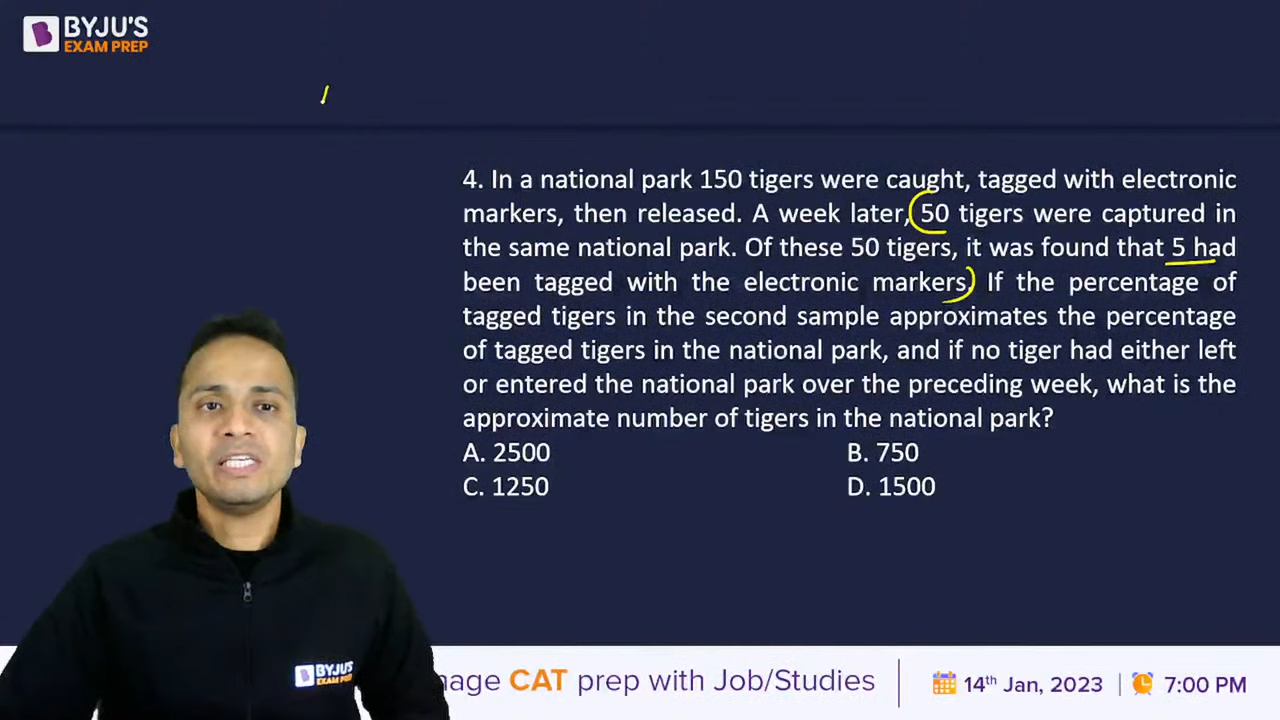 BYJU'S
EXAM PREP
4. In a national park 150 tigers were caught, tagged with electronic
markers, then released. A week later, 50 tigers were captured in
the same national park. Of these 50 tigers, it was found that 5 had
been tagged with the electronic markers. If the percentage of
tagged tigers in the second sample approximates the percentage
of tagged tigers in the national park, and if no tiger had either left
or entered the national park over the preceding week, what is the
approximate number of tigers in the national park?
A. 2500 B. 750
C. 1250 D. 1500
BYJU'S
EXAM PREP
nage CAT prep with Job/Studies 14th Jan, 2023 7:00 PM